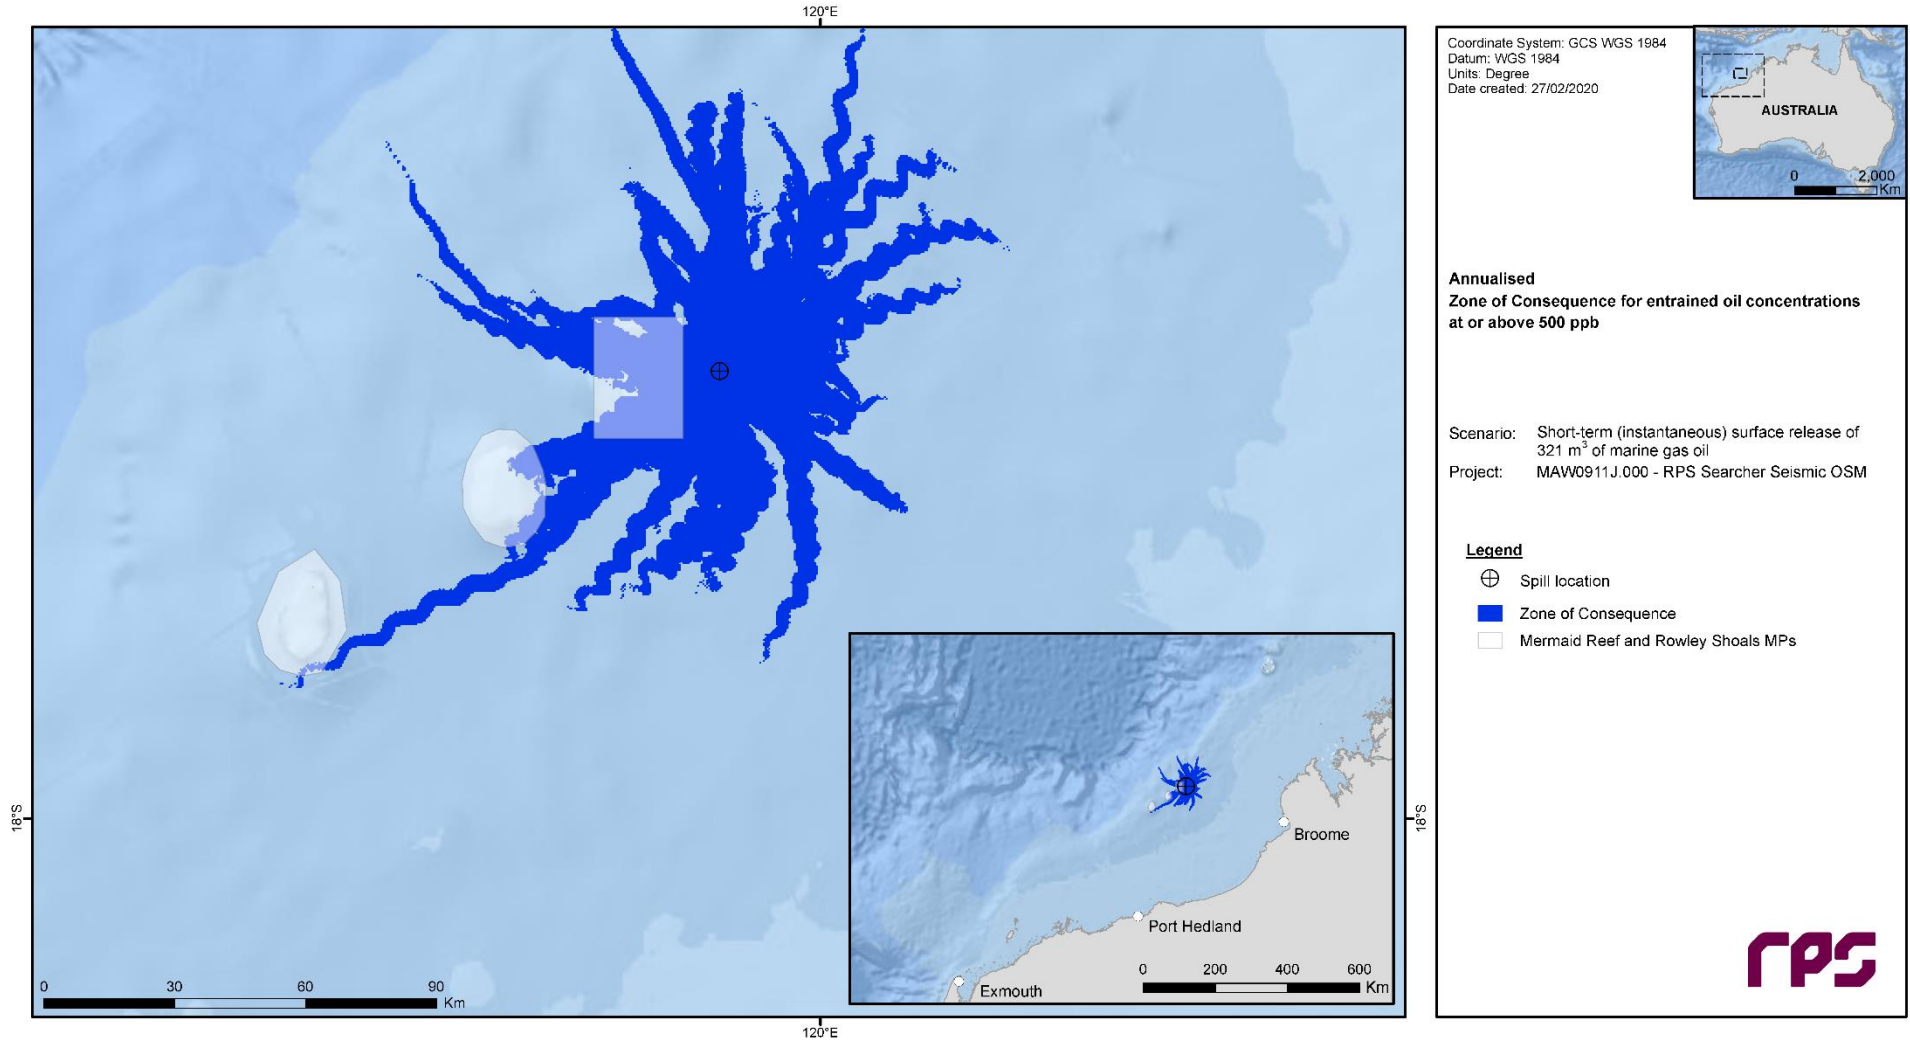 120°E
18°S
18°S
0 30 60 90
Km
120°E
Broome
Port Hedland
Exmouth
0 200 400 600
Km
Coordinate System: GCS WGS 1984
Datum: WGS 1984
Units: Degree
Date created: 27/02/2020
AUSTRALIA
0 2,000
Km
Annualised
Zone of Consequence for entrained oil concentrations
at or above 500 ppb
Scenario: Short-term (instantaneous) surface release of
321 m³ of marine gas oil
Project: MAW0911J.000 - RPS Searcher Seismic OSM
Legend
Spill location
Zone of Consequence
Mermaid Reef and Rowley Shoals MPs
rps